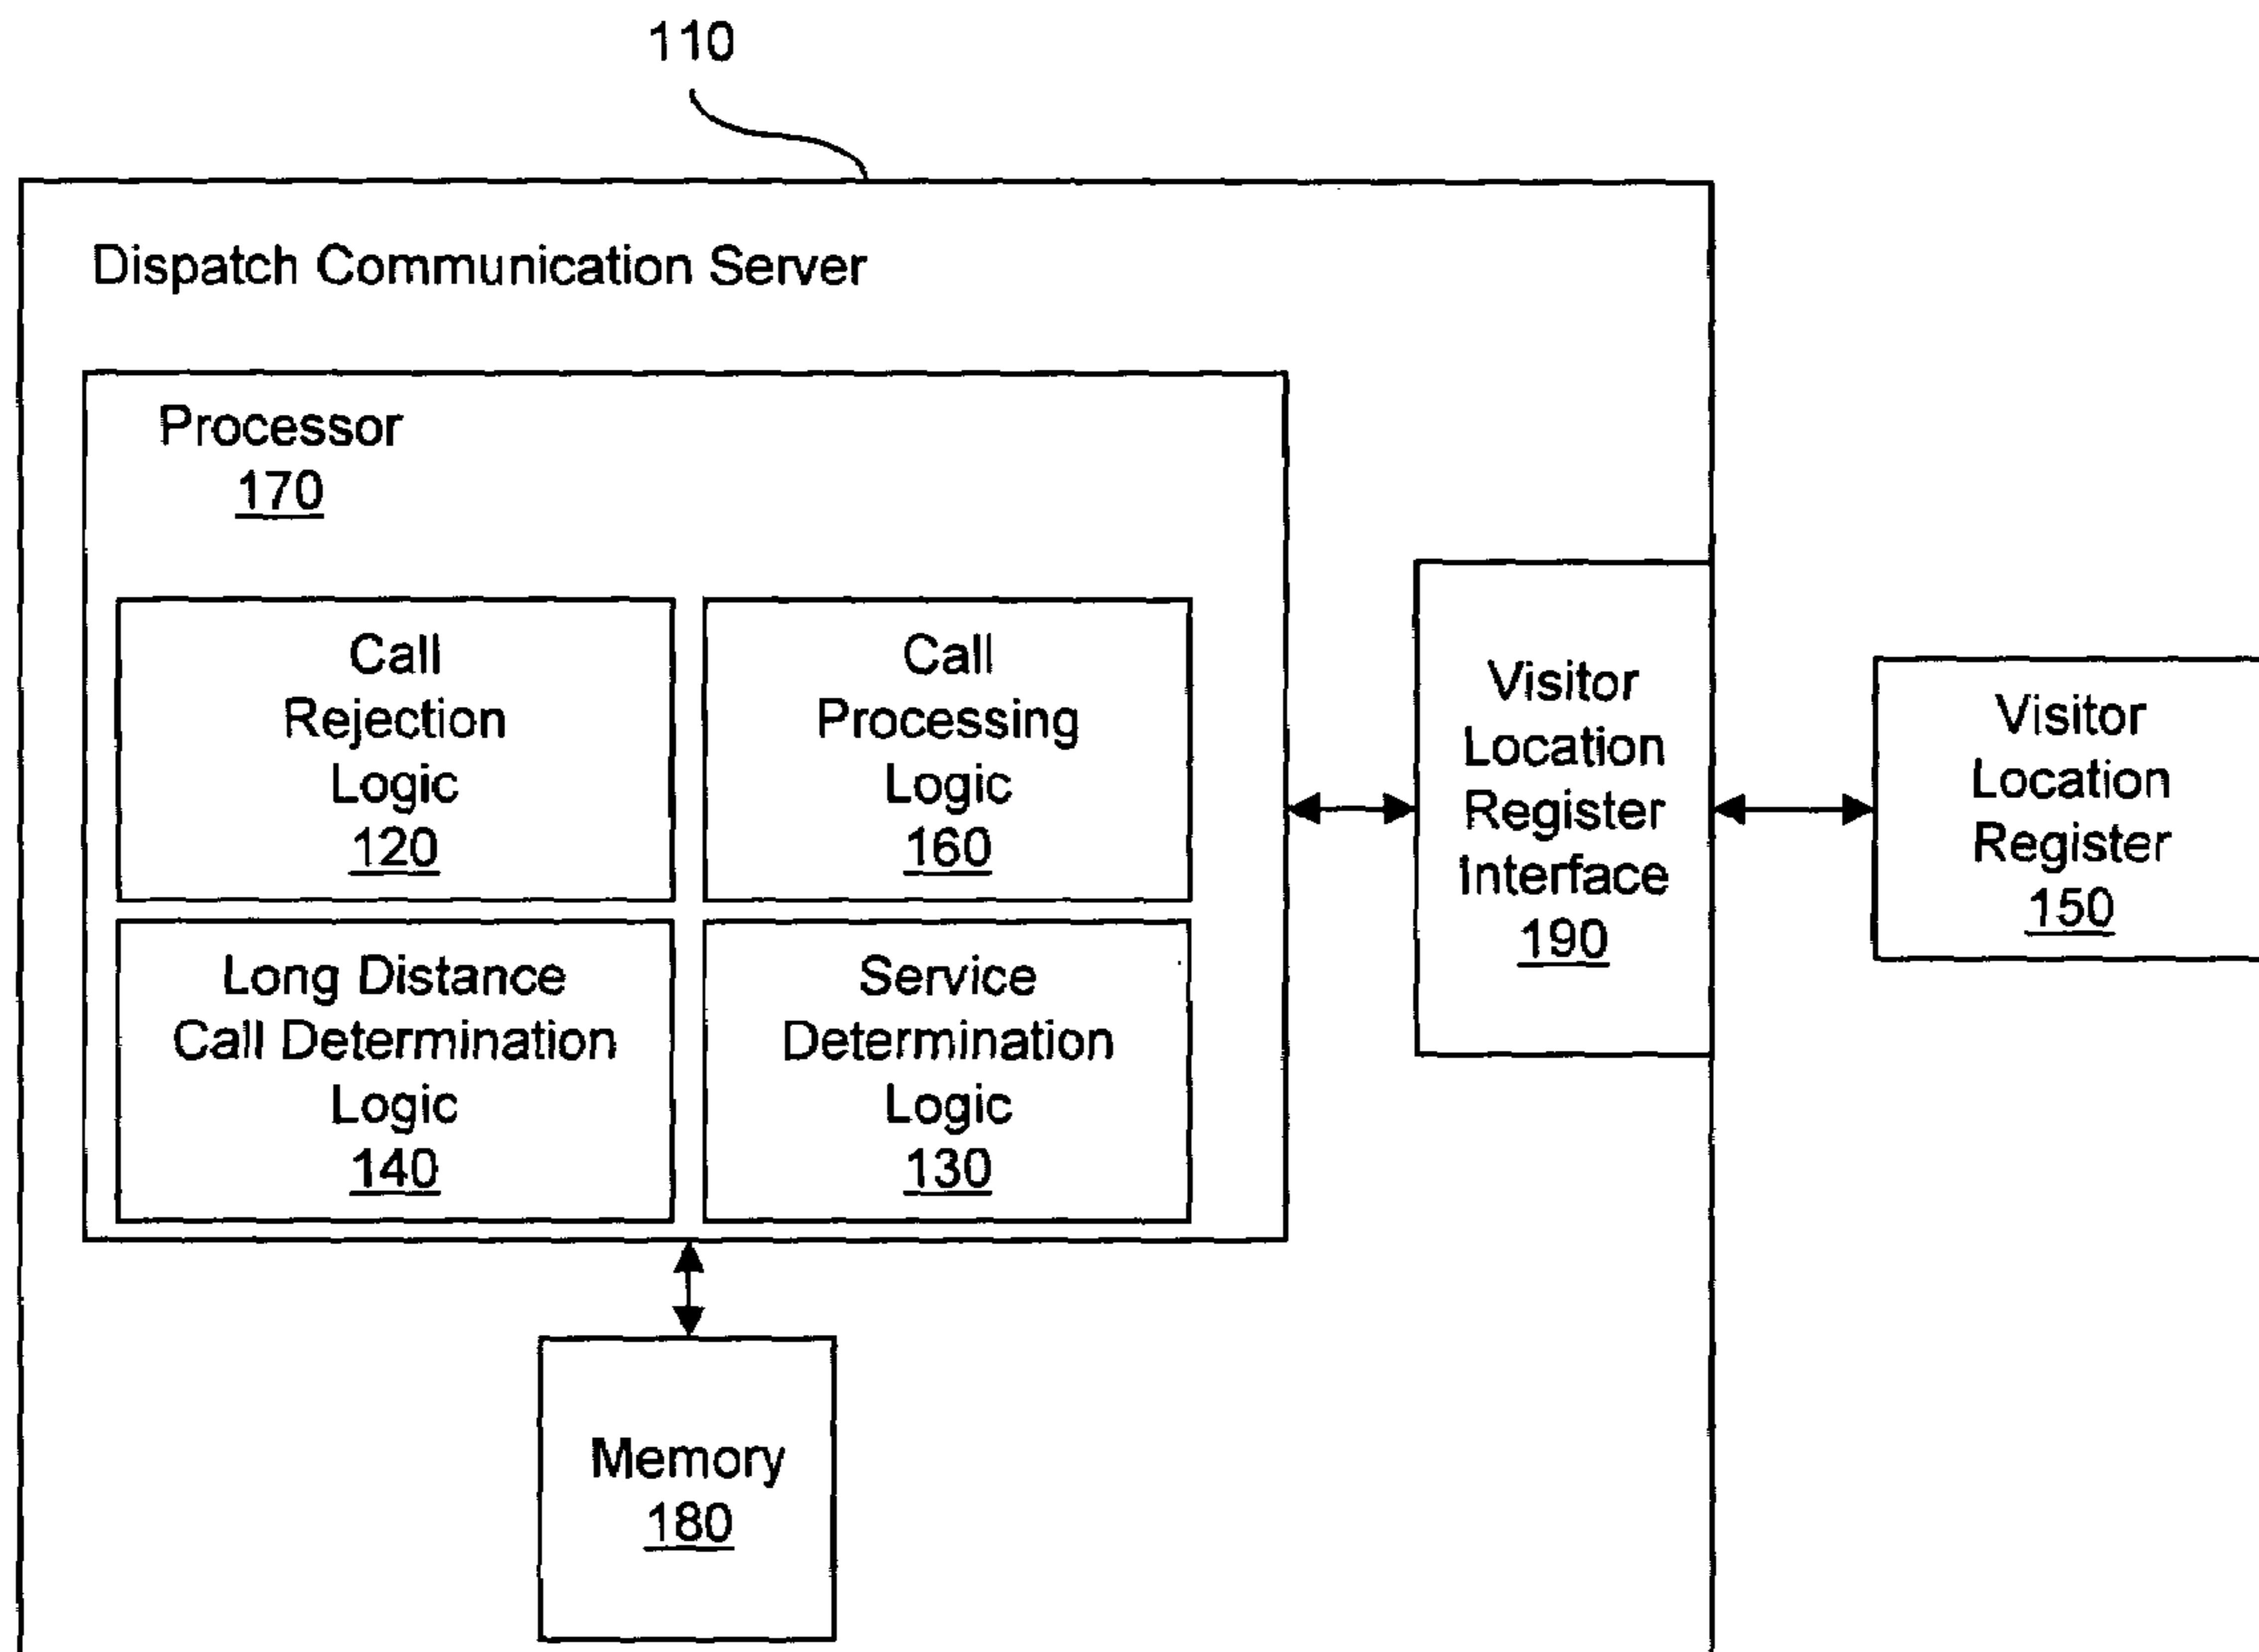 110
Dispatch Communication Server
Processor
170
Call
Rejection
Logic
120
Call
Processing
Logic
160
Long Distance
Call Determination
Logic
140
Service
Determination
Logic
130
Visitor
Location
Register
Interface
190
Visitor
Location
Register
150
Memory
180